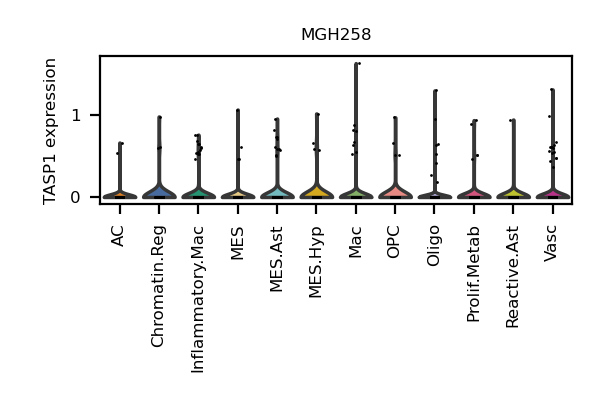 MGH258
TASP1 expression
1
0
AC
Chromatin.Reg
Inflammatory.Mac
MES
MES.Ast
MES.Hyp
Mac
OPC
Oligo
Prolif.Metab
Reactive.Ast
Vasc